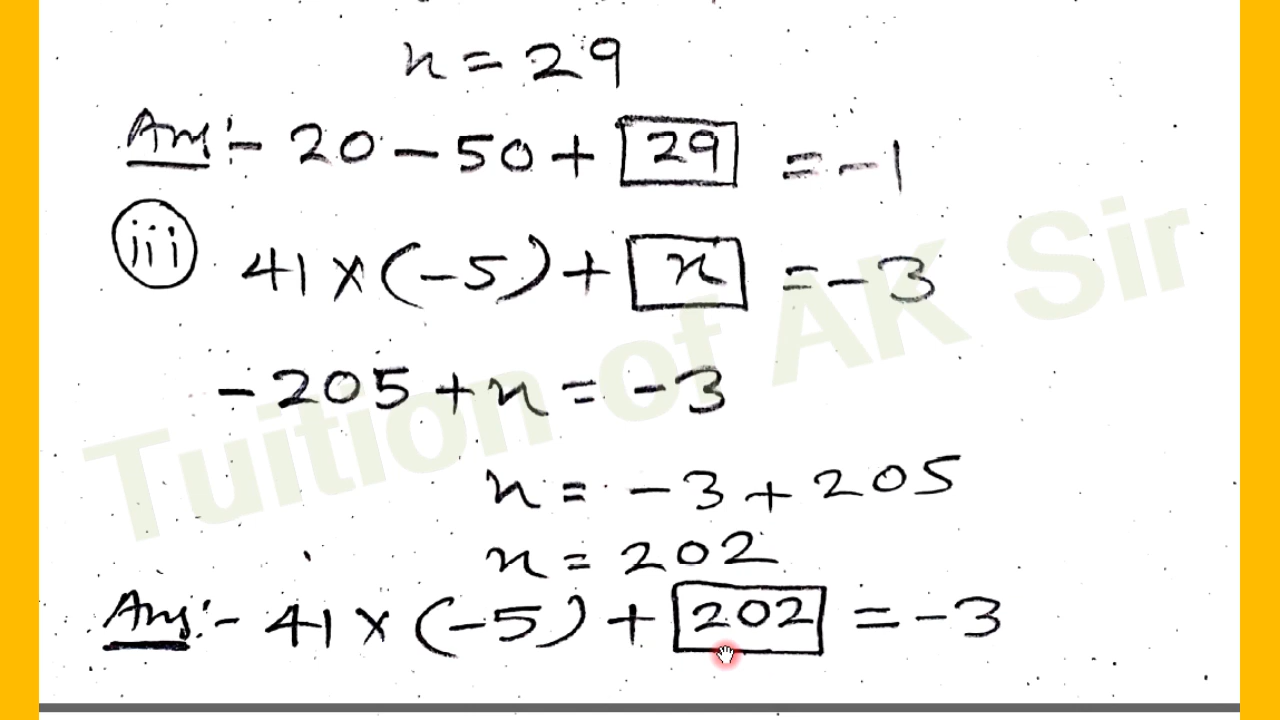 x = 29
Ans:- 20 - 50 + 29 = -1
iii 41 × (-5) + x = -3
-205 + x = -3
x = -3 + 205
x = 202
Ans:- 41 × (-5) + 202 = -3
Tuition of AK Sir